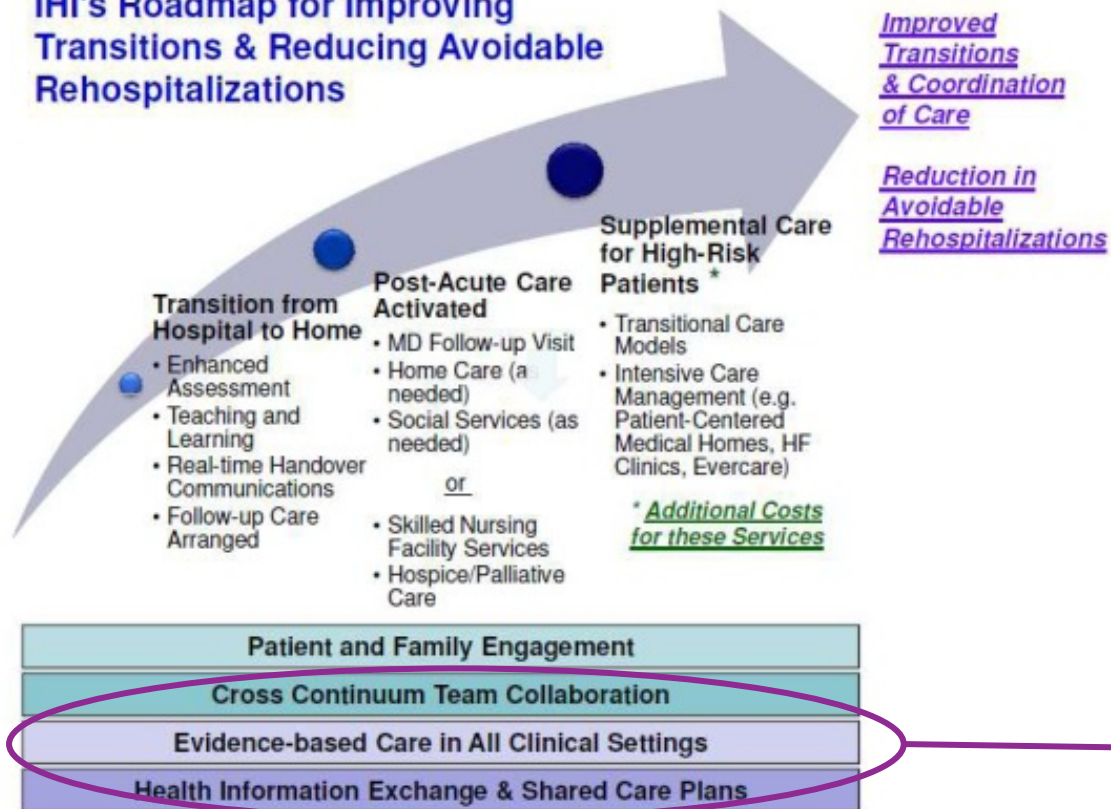 IHI's Roadmap for Improving
Transitions & Reducing Avoidable
Rehospitalizations
Improved
Transitions
& Coordination
of Care
Reduction in
Avoidable
Rehospitalizations
Transition from
Hospital to Home
• Enhanced
Assessment
• Teaching and
Learning
• Real-time Handover
Communications
• Follow-up Care
Arranged
Post-Acute Care
Activated
• MD Follow-up Visit
• Home Care (as
needed)
• Social Services (as
needed)
or
• Skilled Nursing
Facility Services
• Hospice/Palliative
Care
Supplemental Care
for High-Risk
Patients *
• Transitional Care
Models
• Intensive Care
Management (e.g.
Patient-Centered
Medical Homes, HF
Clinics, Evercare)
* Additional Costs
for these Services
Patient and Family Engagement
Cross Continuum Team Collaboration
Evidence-based Care in All Clinical Settings
Health Information Exchange & Shared Care Plans